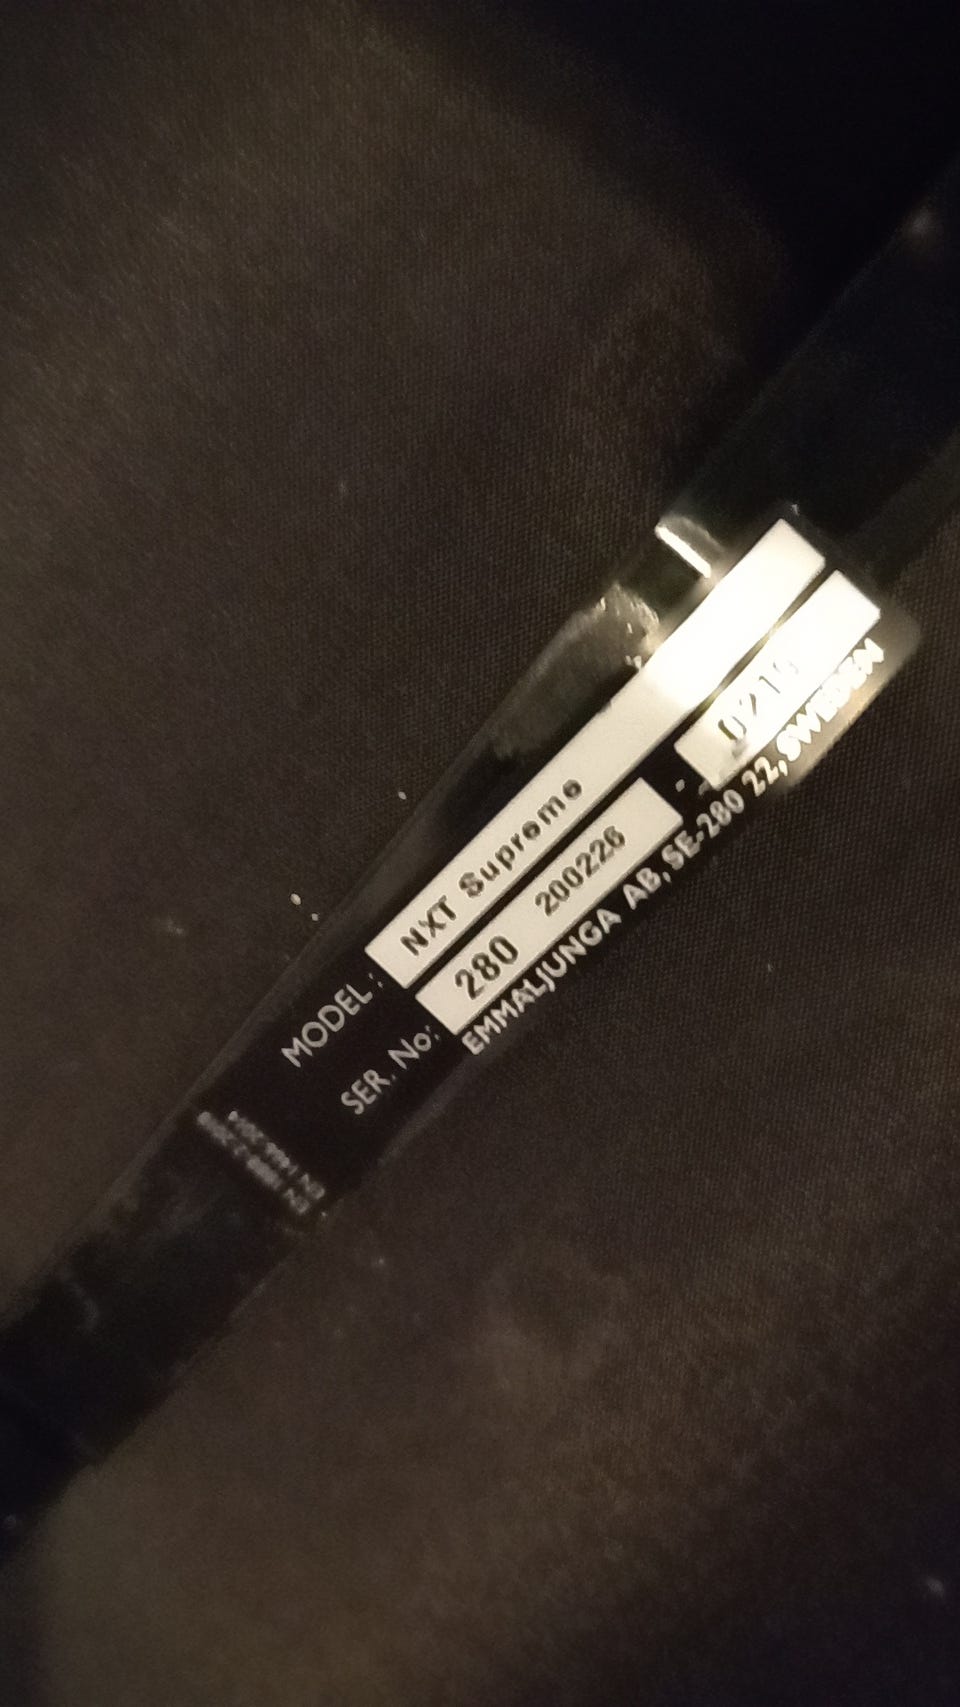 MODEL: NXT Supreme
SER. No: 280 200226
EMMALJUNGA AB, SE-280 22, SWEDEN